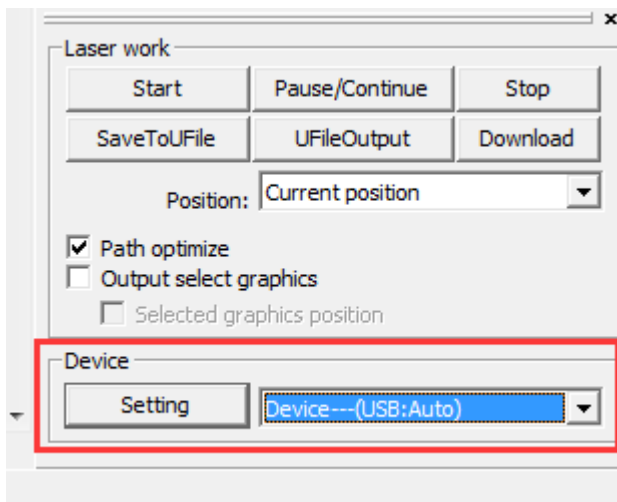 Laser work
Start Pause/Continue Stop
SaveToUFile UFileOutput Download
Position: Current position
Path optimize
Output select graphics
Selected graphics position
Device
Setting Device---(USB:Auto)